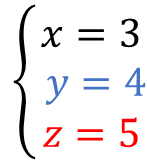 x = 3
y = 4
z = 5